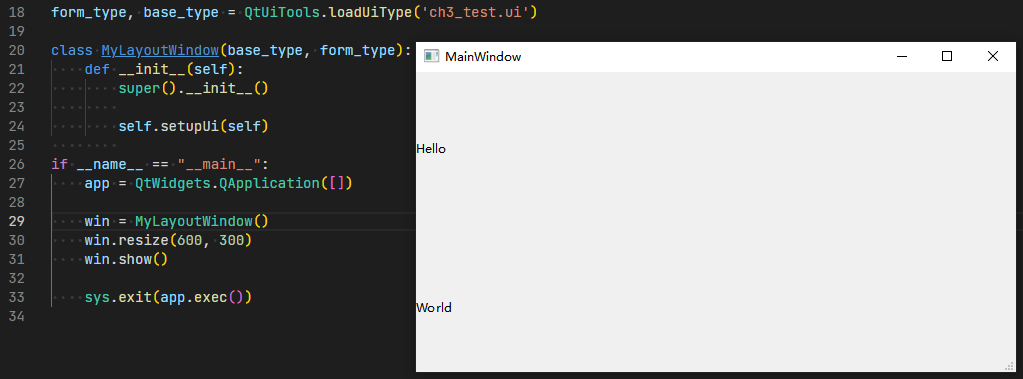 18 form_type, base_type = QtUiTools.loadUiType('ch3_test.ui')
19
20 class MyLayoutWindow(base_type, form_type):
21     def __init__(self):
22         super().__init__()
23
24         self.setupUi(self)
25
26 if __name__ == "__main__":
27     app = QtWidgets.QApplication([])
28
29     win = MyLayoutWindow()
30     win.resize(600, 300)
31     win.show()
32
33     sys.exit(app.exec())
34
MainWindow
Hello
World